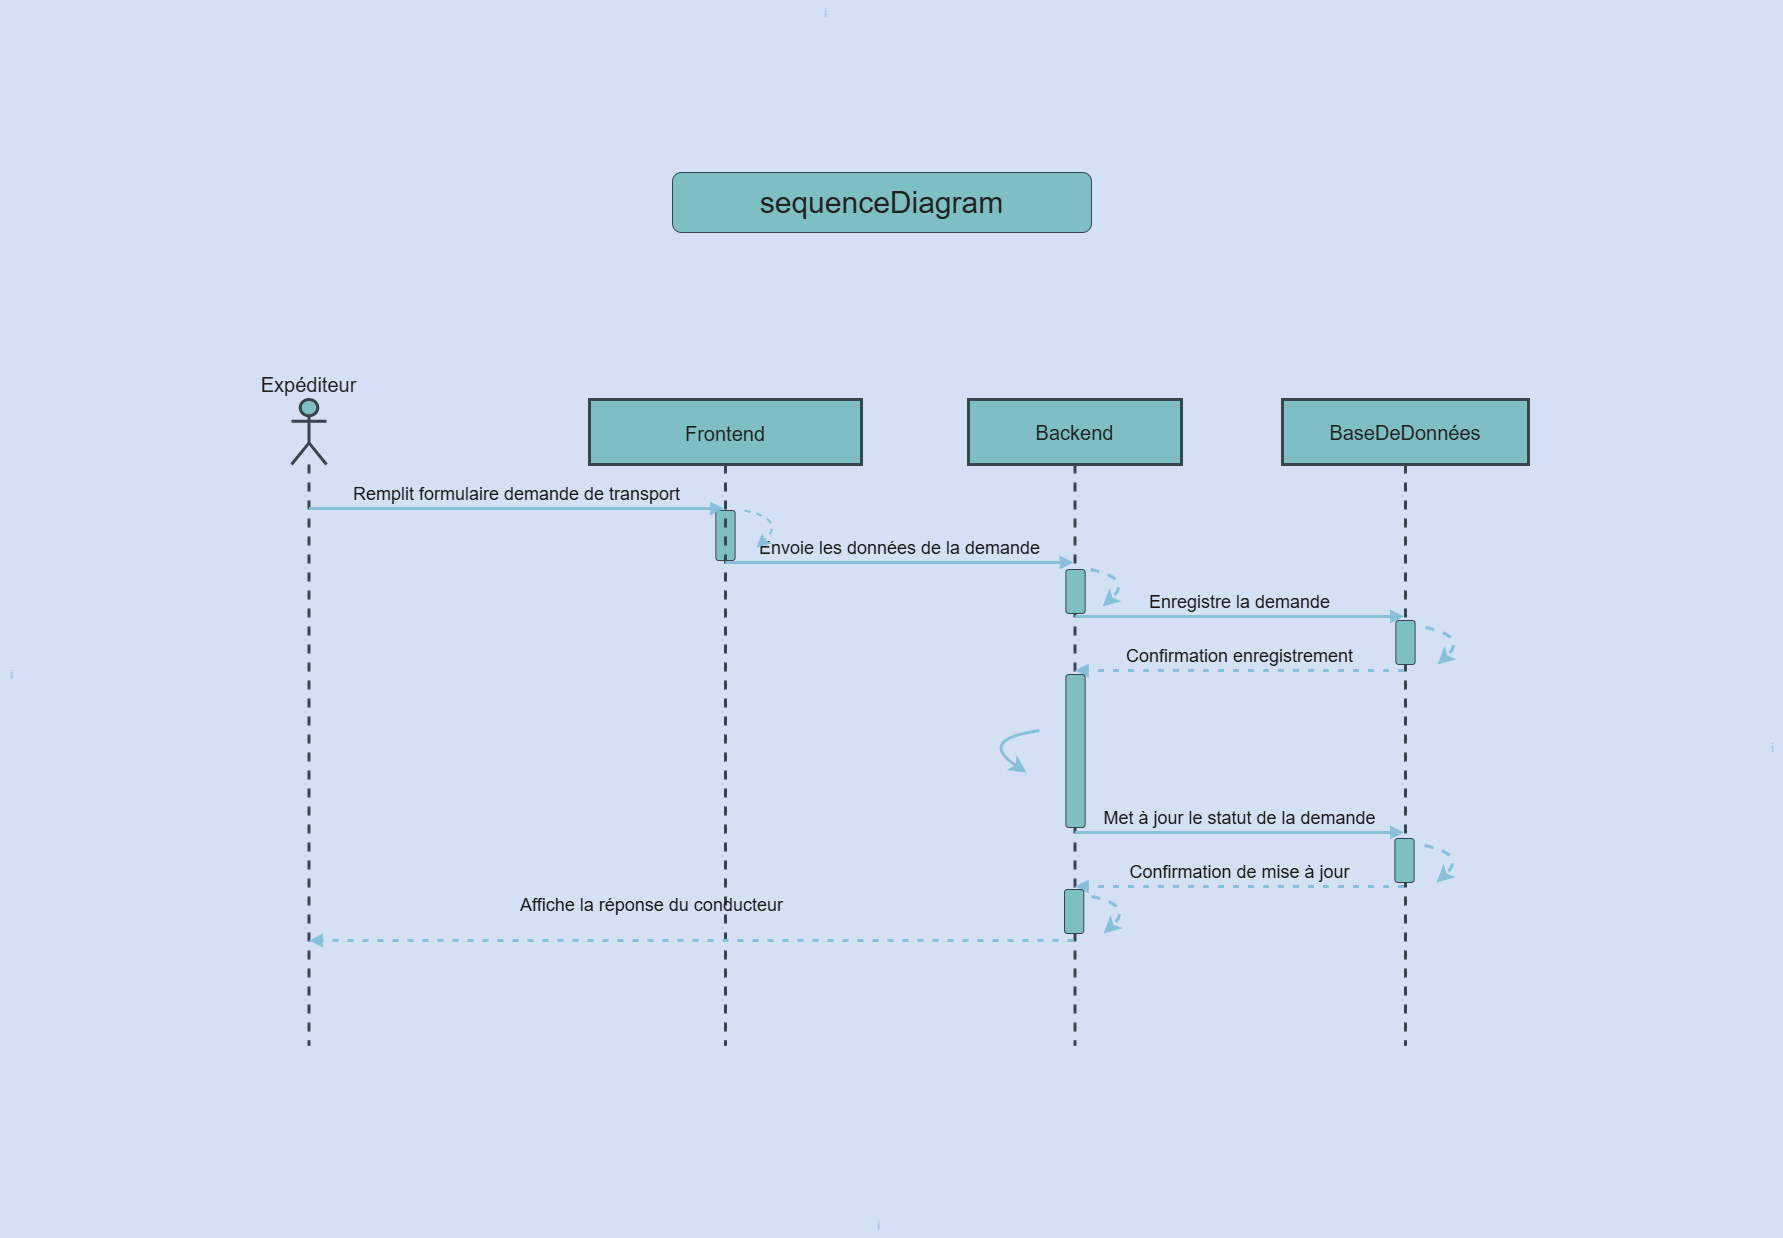 sequenceDiagram
Expéditeur
Frontend
Backend
BaseDeDonnées
Remplit formulaire demande de transport
Envoie les données de la demande
Enregistre la demande
Confirmation enregistrement
Met à jour le statut de la demande
Confirmation de mise à jour
Affiche la réponse du conducteur